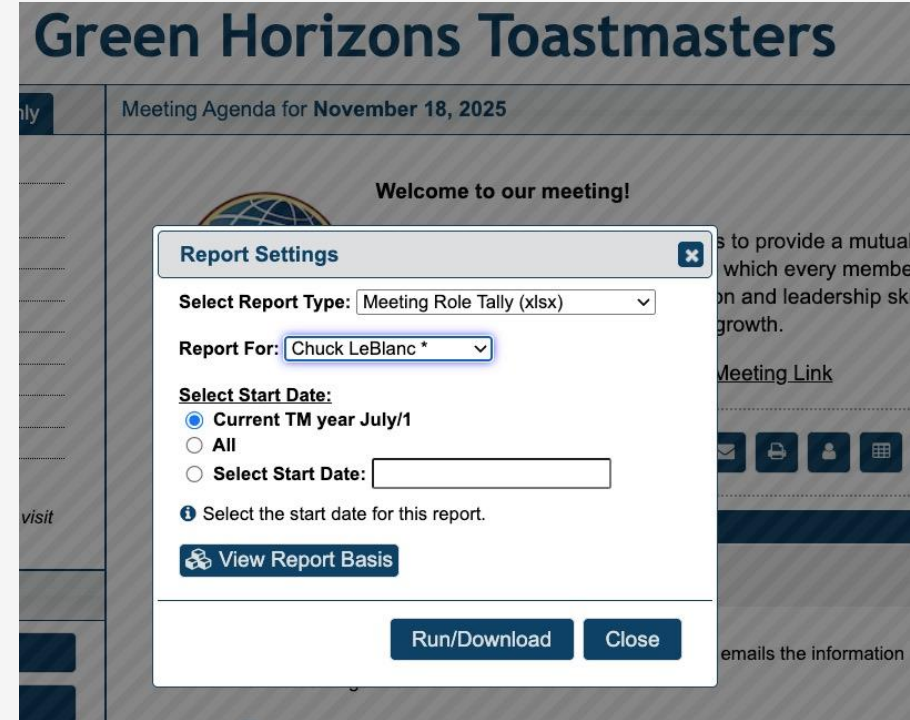 Green Horizons Toastmasters
Meeting Agenda for November 18, 2025
Welcome to our meeting!
s to provide a mutual
which every membe
on and leadership sk
growth.
Meeting Link
Report Settings
Select Report Type: Meeting Role Tally (xlsx)
Report For: Chuck LeBlanc *
Select Start Date:
Current TM year July/1
All
Select Start Date:
Select the start date for this report.
View Report Basis
Run/Download
Close
visit
emails the information